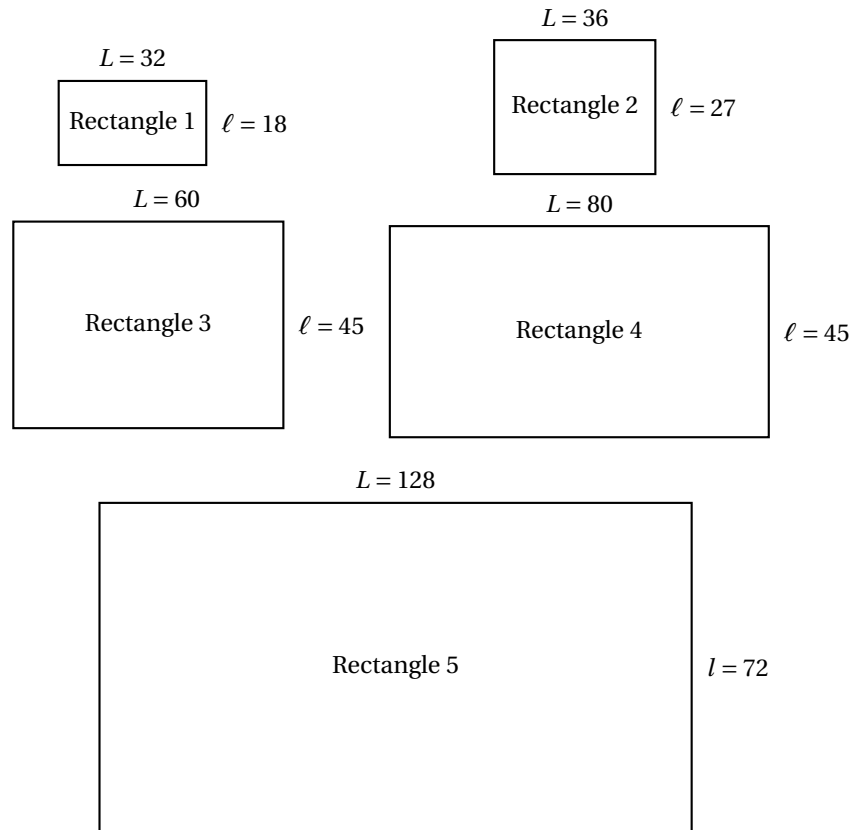 L = 36
L = 32
Rectangle 1
ℓ = 18
Rectangle 2
ℓ = 27
L = 60
L = 80
Rectangle 3
ℓ = 45
Rectangle 4
ℓ = 45
L = 128
Rectangle 5
l = 72